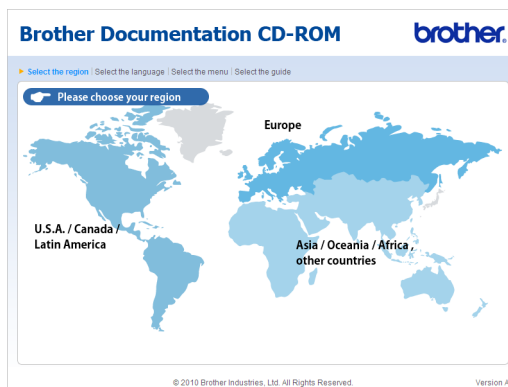 Brother Documentation CD-ROM
brother.
Select the region | Select the language | Select the menu | Select the guide
Please choose your region
Europe
U.S.A. / Canada /
Latin America
Asia / Oceania / Africa ,
other countries
© 2010 Brother Industries, Ltd. All Rights Reserved.
Version A